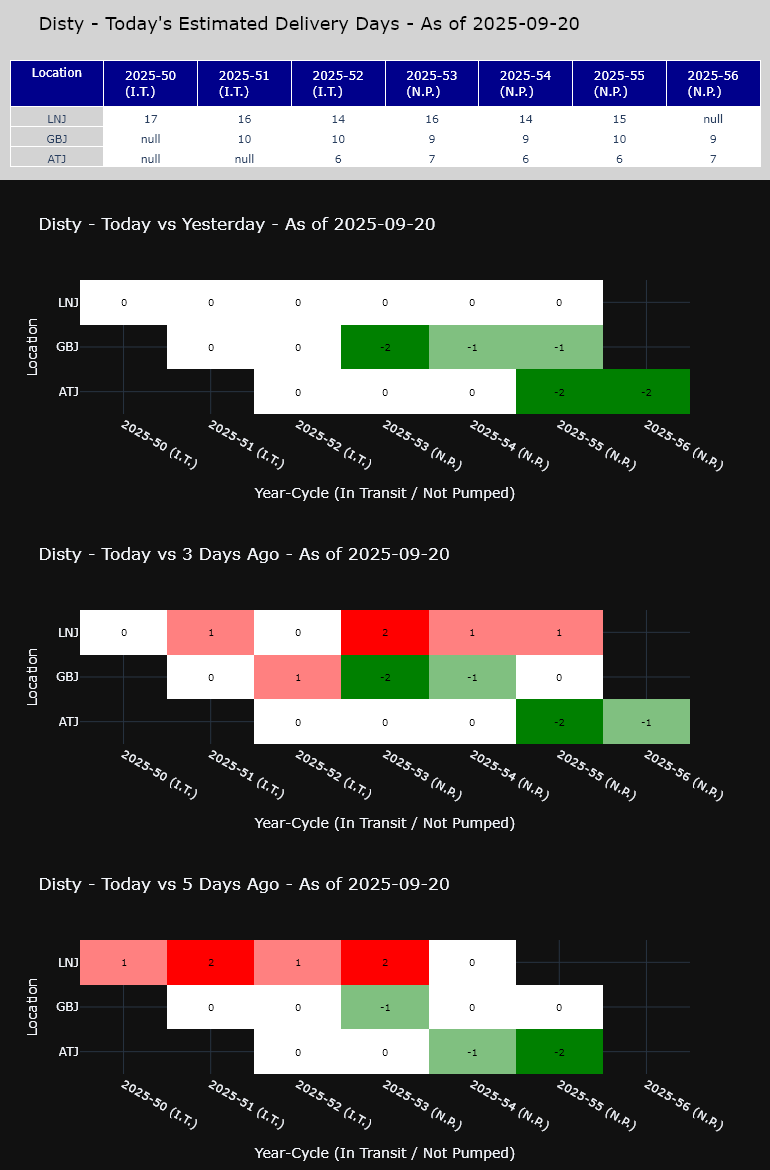 Disty - Today's Estimated Delivery Days - As of 2025-09-20
Location 2025-50 2025-51 2025-52 2025-53 2025-54 2025-55 2025-56
(I.T.) (I.T.) (I.T.) (N.P.) (N.P.) (N.P.) (N.P.)
LNJ 17 16 14 16 14 15 null
GBJ null 10 10 9 9 10 9
ATJ null null 6 7 6 6 7
Disty - Today vs Yesterday - As of 2025-09-20
LNJ 0 0 0 0 0 0
GBJ 0 0 -2 -1 -1
ATJ 0 0 0 -2 -2
Location
2025-50 (I.T.) 2025-51 (I.T.) 2025-52 (I.T.) 2025-53 (N.P.) 2025-54 (N.P.) 2025-55 (N.P.) 2025-56 (N.P.)
Year-Cycle (In Transit / Not Pumped)
Disty - Today vs 3 Days Ago - As of 2025-09-20
LNJ 0 1 0 2 1 1
GBJ 0 1 -2 -1 0
ATJ 0 0 0 -2 -1
Location
2025-50 (I.T.) 2025-51 (I.T.) 2025-52 (I.T.) 2025-53 (N.P.) 2025-54 (N.P.) 2025-55 (N.P.) 2025-56 (N.P.)
Year-Cycle (In Transit / Not Pumped)
Disty - Today vs 5 Days Ago - As of 2025-09-20
LNJ 1 2 1 2 0
GBJ 0 0 -1 0 0
ATJ 0 0 -1 -2
Location
2025-50 (I.T.) 2025-51 (I.T.) 2025-52 (I.T.) 2025-53 (N.P.) 2025-54 (N.P.) 2025-55 (N.P.) 2025-56 (N.P.)
Year-Cycle (In Transit / Not Pumped)